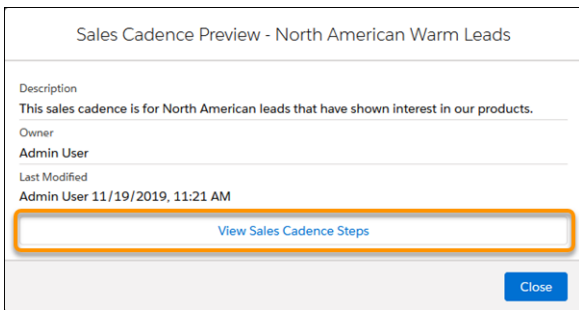 Sales Cadence Preview - North American Warm Leads
Description
This sales cadence is for North American leads that have shown interest in our products.
Owner
Admin User
Last Modified
Admin User 11/19/2019, 11:21 AM
View Sales Cadence Steps
Close